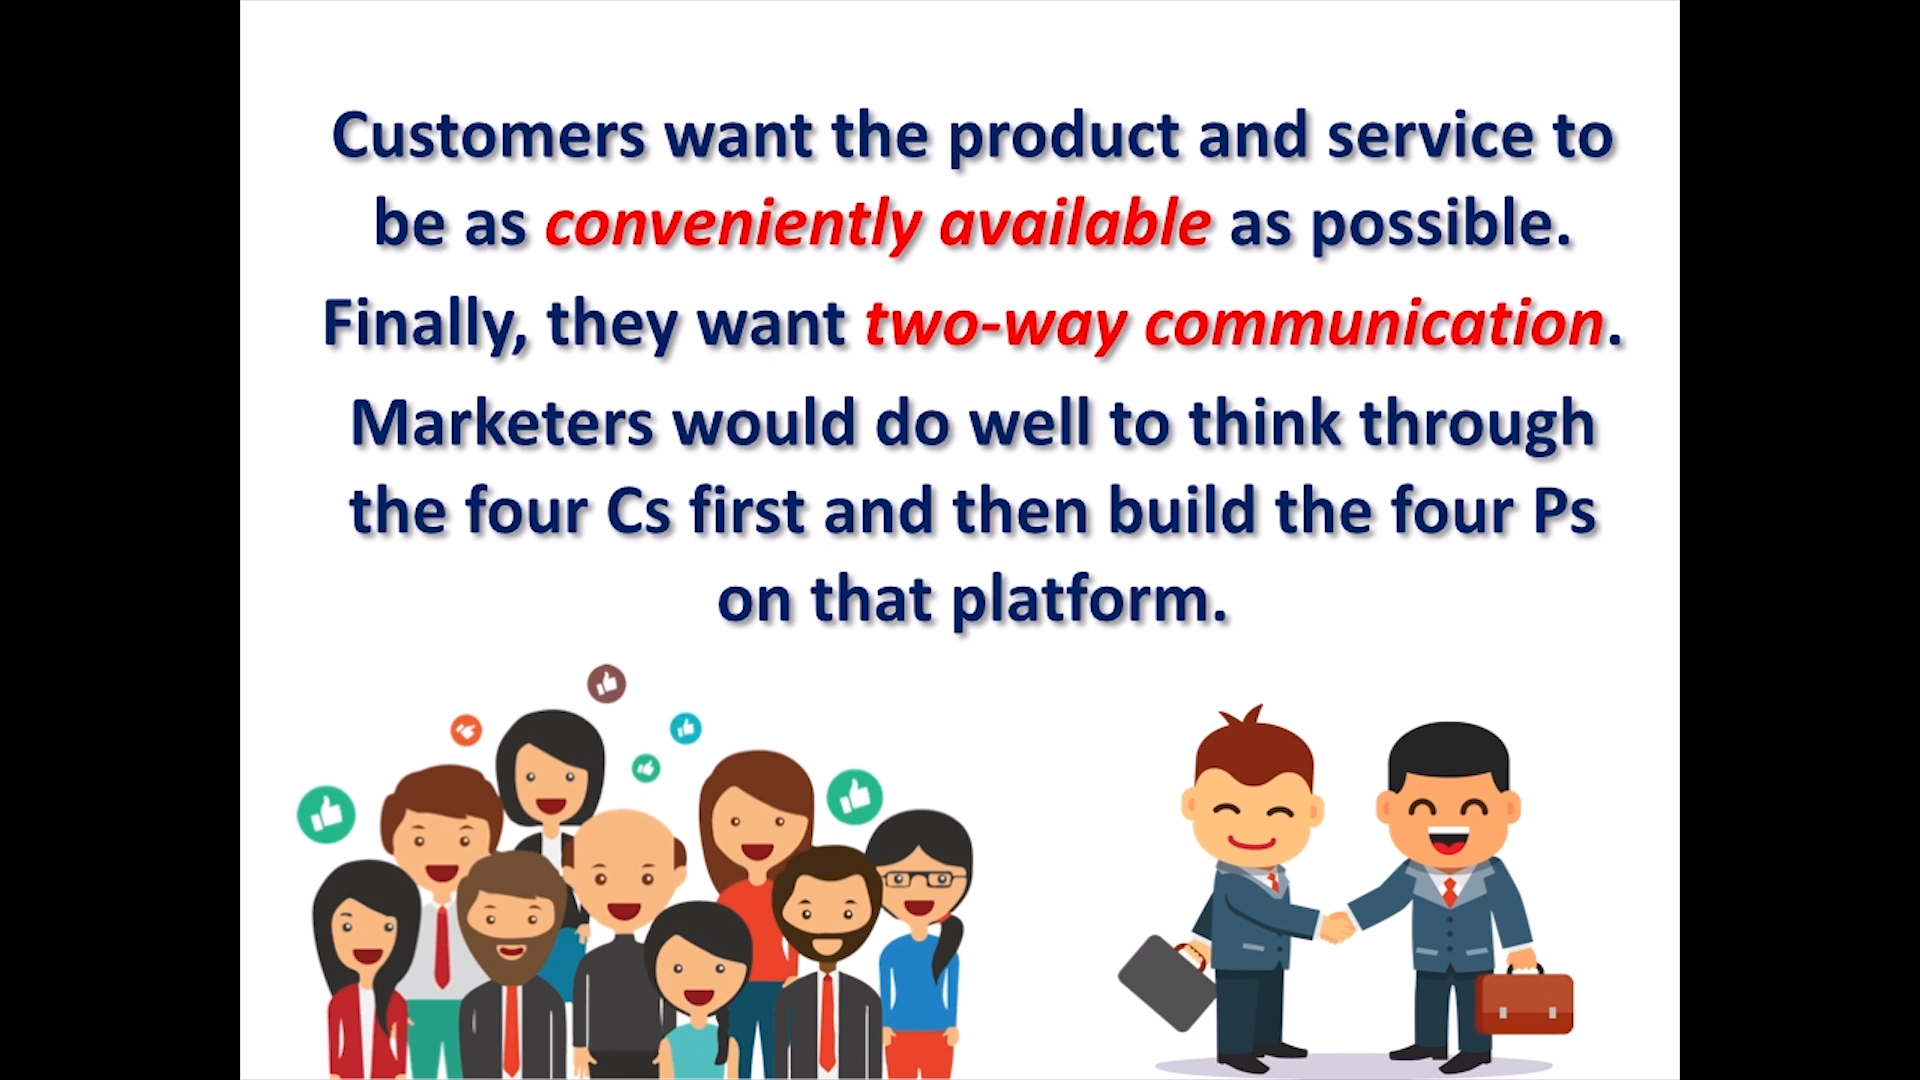 Customers want the product and service to
be as conveniently available as possible.
Finally, they want two-way communication.
Marketers would do well to think through
the four Cs first and then build the four Ps
on that platform.